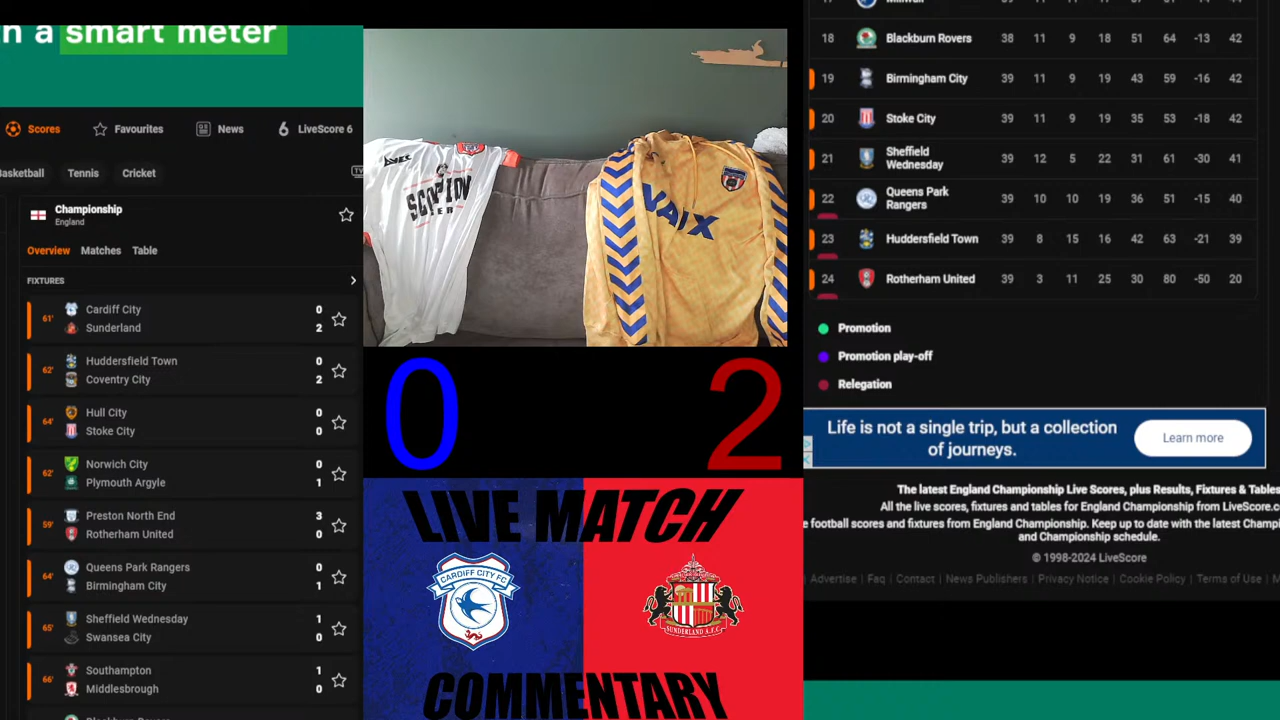 n a smart meter
Scores
Favourites
News
6 LiveScore 6
Basketball
Tennis
Cricket
TV
Championship
England
Overview
Matches
Table
FIXTURES
61' Cardiff City 0
Sunderland 2
62' Huddersfield Town 0
Coventry City 2
64' Hull City 0
Stoke City 0
62' Norwich City 0
Plymouth Argyle 1
59' Preston North End 3
Rotherham United 0
64' Queens Park Rangers 0
Birmingham City 1
65' Sheffield Wednesday 1
Swansea City 0
66' Southampton 1
Middlesbrough 0
SCORPION
VAIX
0 2
LIVE MATCH
CARDIFF CITY FC
SUNDERLAND A.F.C.
COMMENTARY
18 Blackburn Rovers 38 11 9 18 51 64 -13 42
19 Birmingham City 39 11 9 19 43 59 -16 42
20 Stoke City 39 11 9 19 35 53 -18 42
21 Sheffield Wednesday 39 12 5 22 31 61 -30 41
22 Queens Park Rangers 39 10 10 19 36 51 -15 40
23 Huddersfield Town 39 8 15 16 42 63 -21 39
24 Rotherham United 39 3 11 25 30 80 -50 20
Promotion
Promotion play-off
Relegation
Life is not a single trip, but a collection
of journeys.
Learn more
The latest England Championship Live Scores, plus Results, Fixtures & Tables
All the live scores, fixtures and tables for England Championship from LiveScore.c
e football scores and fixtures from England Championship. Keep up to date with the latest Champi
and Championship schedule.
© 1998-2024 LiveScore
Advertise
Faq
Contact
News Publishers
Privacy Notice
Cookie Policy
Terms of Use